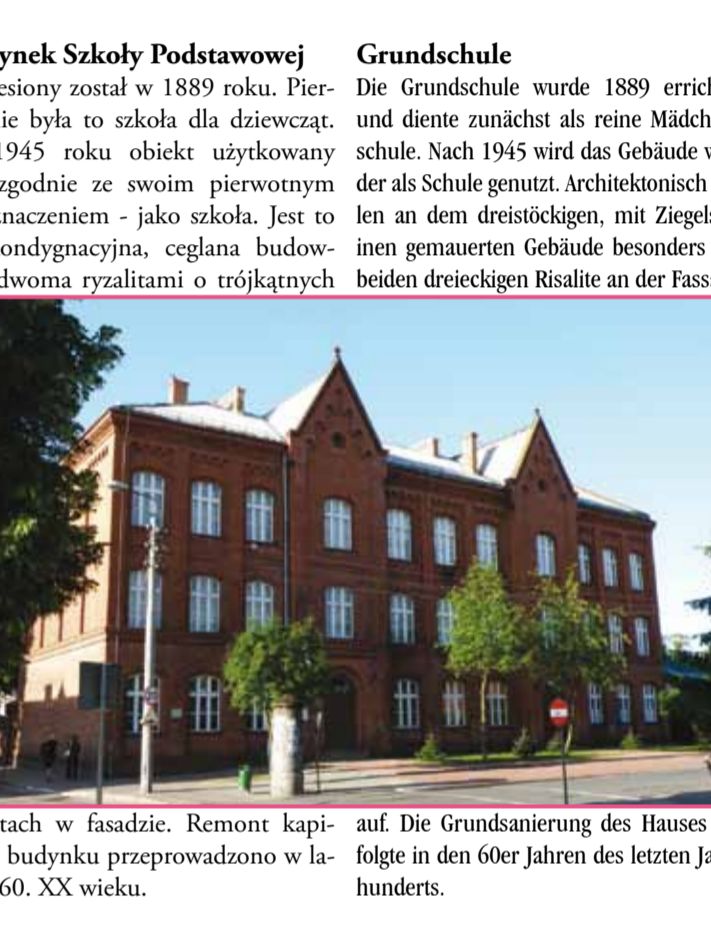 ynek Szkoły Podstawowej
esiony został w 1889 roku. Pier-
ie była to szkoła dla dziewcząt.
1945 roku obiekt użytkowany
zgodnie ze swoim pierwotnym
naczeniem - jako szkoła. Jest to
ondygnacyjna, ceglana budow-
dwoma ryzalitami o trójkątnych
tach w fasadzie. Remont kapi-
budynku przeprowadzono w la-
60. XX wieku.
Grundschule
Die Grundschule wurde 1889 errich
und diente zunächst als reine Mädch
schule. Nach 1945 wird das Gebäude w
der als Schule genutzt. Architektonisch
len an dem dreistöckigen, mit Ziegels
inen gemauerten Gebäude besonders
beiden dreieckigen Risalite an der Fass
auf. Die Grundsanierung des Hauses
folgte in den 60er Jahren des letzten Ja
hunderts.